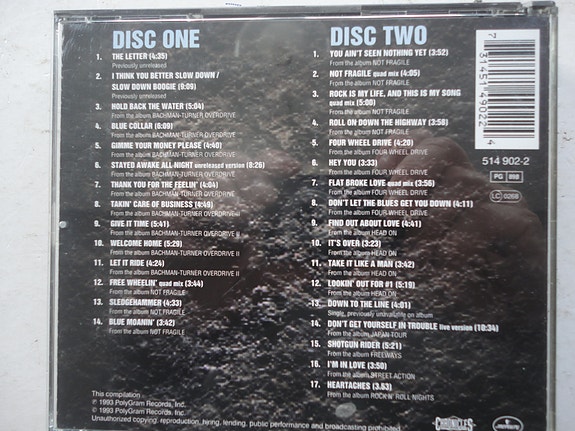 DISC ONE
1. THE LETTER (4:35)
Previously unreleased
2. I THINK YOU BETTER SLOW DOWN /
SLOW DOWN BOOGIE (8:09)
Previously unreleased
3. HOLD BACK THE WATER (5:04)
From the album BACHMAN-TURNER OVERDRIVE
4. BLUE COLLAR (6:09)
From the album BACHMAN-TURNER OVERDRIVE
5. GIMME YOUR MONEY PLEASE (4:40)
From the album BACHMAN-TURNER OVERDRIVE
6. STAYED AWAKE ALL NIGHT unreleased version (8:26)
From the album BACHMAN-TURNER OVERDRIVE
7. THANK YOU FOR THE FEELIN' (4:04)
From the album BACHMAN-TURNER OVERDRIVE
8. TAKIN' CARE OF BUSINESS (4:49)
From the album BACHMAN-TURNER OVERDRIVE II
9. GIVE IT TIME (5:41)
From the album BACHMAN-TURNER OVERDRIVE II
10. WELCOME HOME (5:29)
From the album BACHMAN-TURNER OVERDRIVE II
11. LET IT RIDE (4:24)
From the album BACHMAN-TURNER OVERDRIVE II
12. FREE WHEELIN' quad mix (3:44)
From the album NOT FRAGILE
13. SLEDGEHAMMER (4:33)
From the album NOT FRAGILE
14. BLUE MOANIN' (3:42)
From the album NOT FRAGILE
This compilation
℗ 1993 PolyGram Records, Inc.
© 1993 PolyGram Records, Inc.
Unauthorized copying, reproduction, hiring, lending, public performance and broadcasting prohibited.
DISC TWO
1. YOU AIN'T SEEN NOTHING YET (3:52)
From the album NOT FRAGILE
2. NOT FRAGILE quad mix (4:05)
From the album NOT FRAGILE
3. ROCK IS MY LIFE, AND THIS IS MY SONG
quad mix (5:00)
From the album NOT FRAGILE
4. ROLL ON DOWN THE HIGHWAY (3:58)
From the album NOT FRAGILE
5. FOUR WHEEL DRIVE (4:20)
From the album FOUR WHEEL DRIVE
6. HEY YOU (3:33)
From the album FOUR WHEEL DRIVE
7. FLAT BROKE LOVE quad mix (3:56)
From the album FOUR WHEEL DRIVE
8. DON'T LET THE BLUES GET YOU DOWN (4:11)
From the album FOUR WHEEL DRIVE
9. FIND OUT ABOUT LOVE (4:41)
From the album HEAD ON
10. IT'S OVER (3:23)
From the album HEAD ON
11. TAKE IT LIKE A MAN (3:42)
From the album HEAD ON
12. LOOKIN' OUT FOR #1 (5:19)
From the album HEAD ON
13. DOWN TO THE LINE (4:01)
Single, previously unavailable on album
14. DON'T GET YOURSELF IN TROUBLE live version (10:34)
From the album JAPAN TOUR
15. SHOTGUN RIDER (5:21)
From the album FREEWAYS
16. I'M IN LOVE (3:50)
From the album STREET ACTION
17. HEARTACHES (3.53)
From the album ROCK N' ROLL NIGHTS
7 31451 49022 4
514 902-2
PG
LC 0268
CHRONICLES
mercury